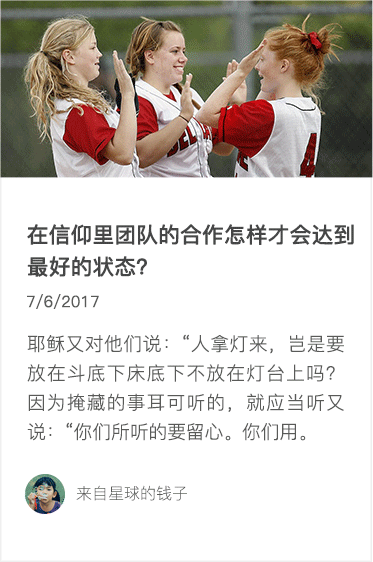 4
在信仰里团队的合作怎样才会达到
最好的状态？
7/6/2017
耶稣又对他们说：“人拿灯来，岂是要
放在斗底下床底下不放在灯台上吗？
因为掩藏的事耳可听的，就应当听又
说：“你们所听的要留心。你们用。
来自星球的钱子